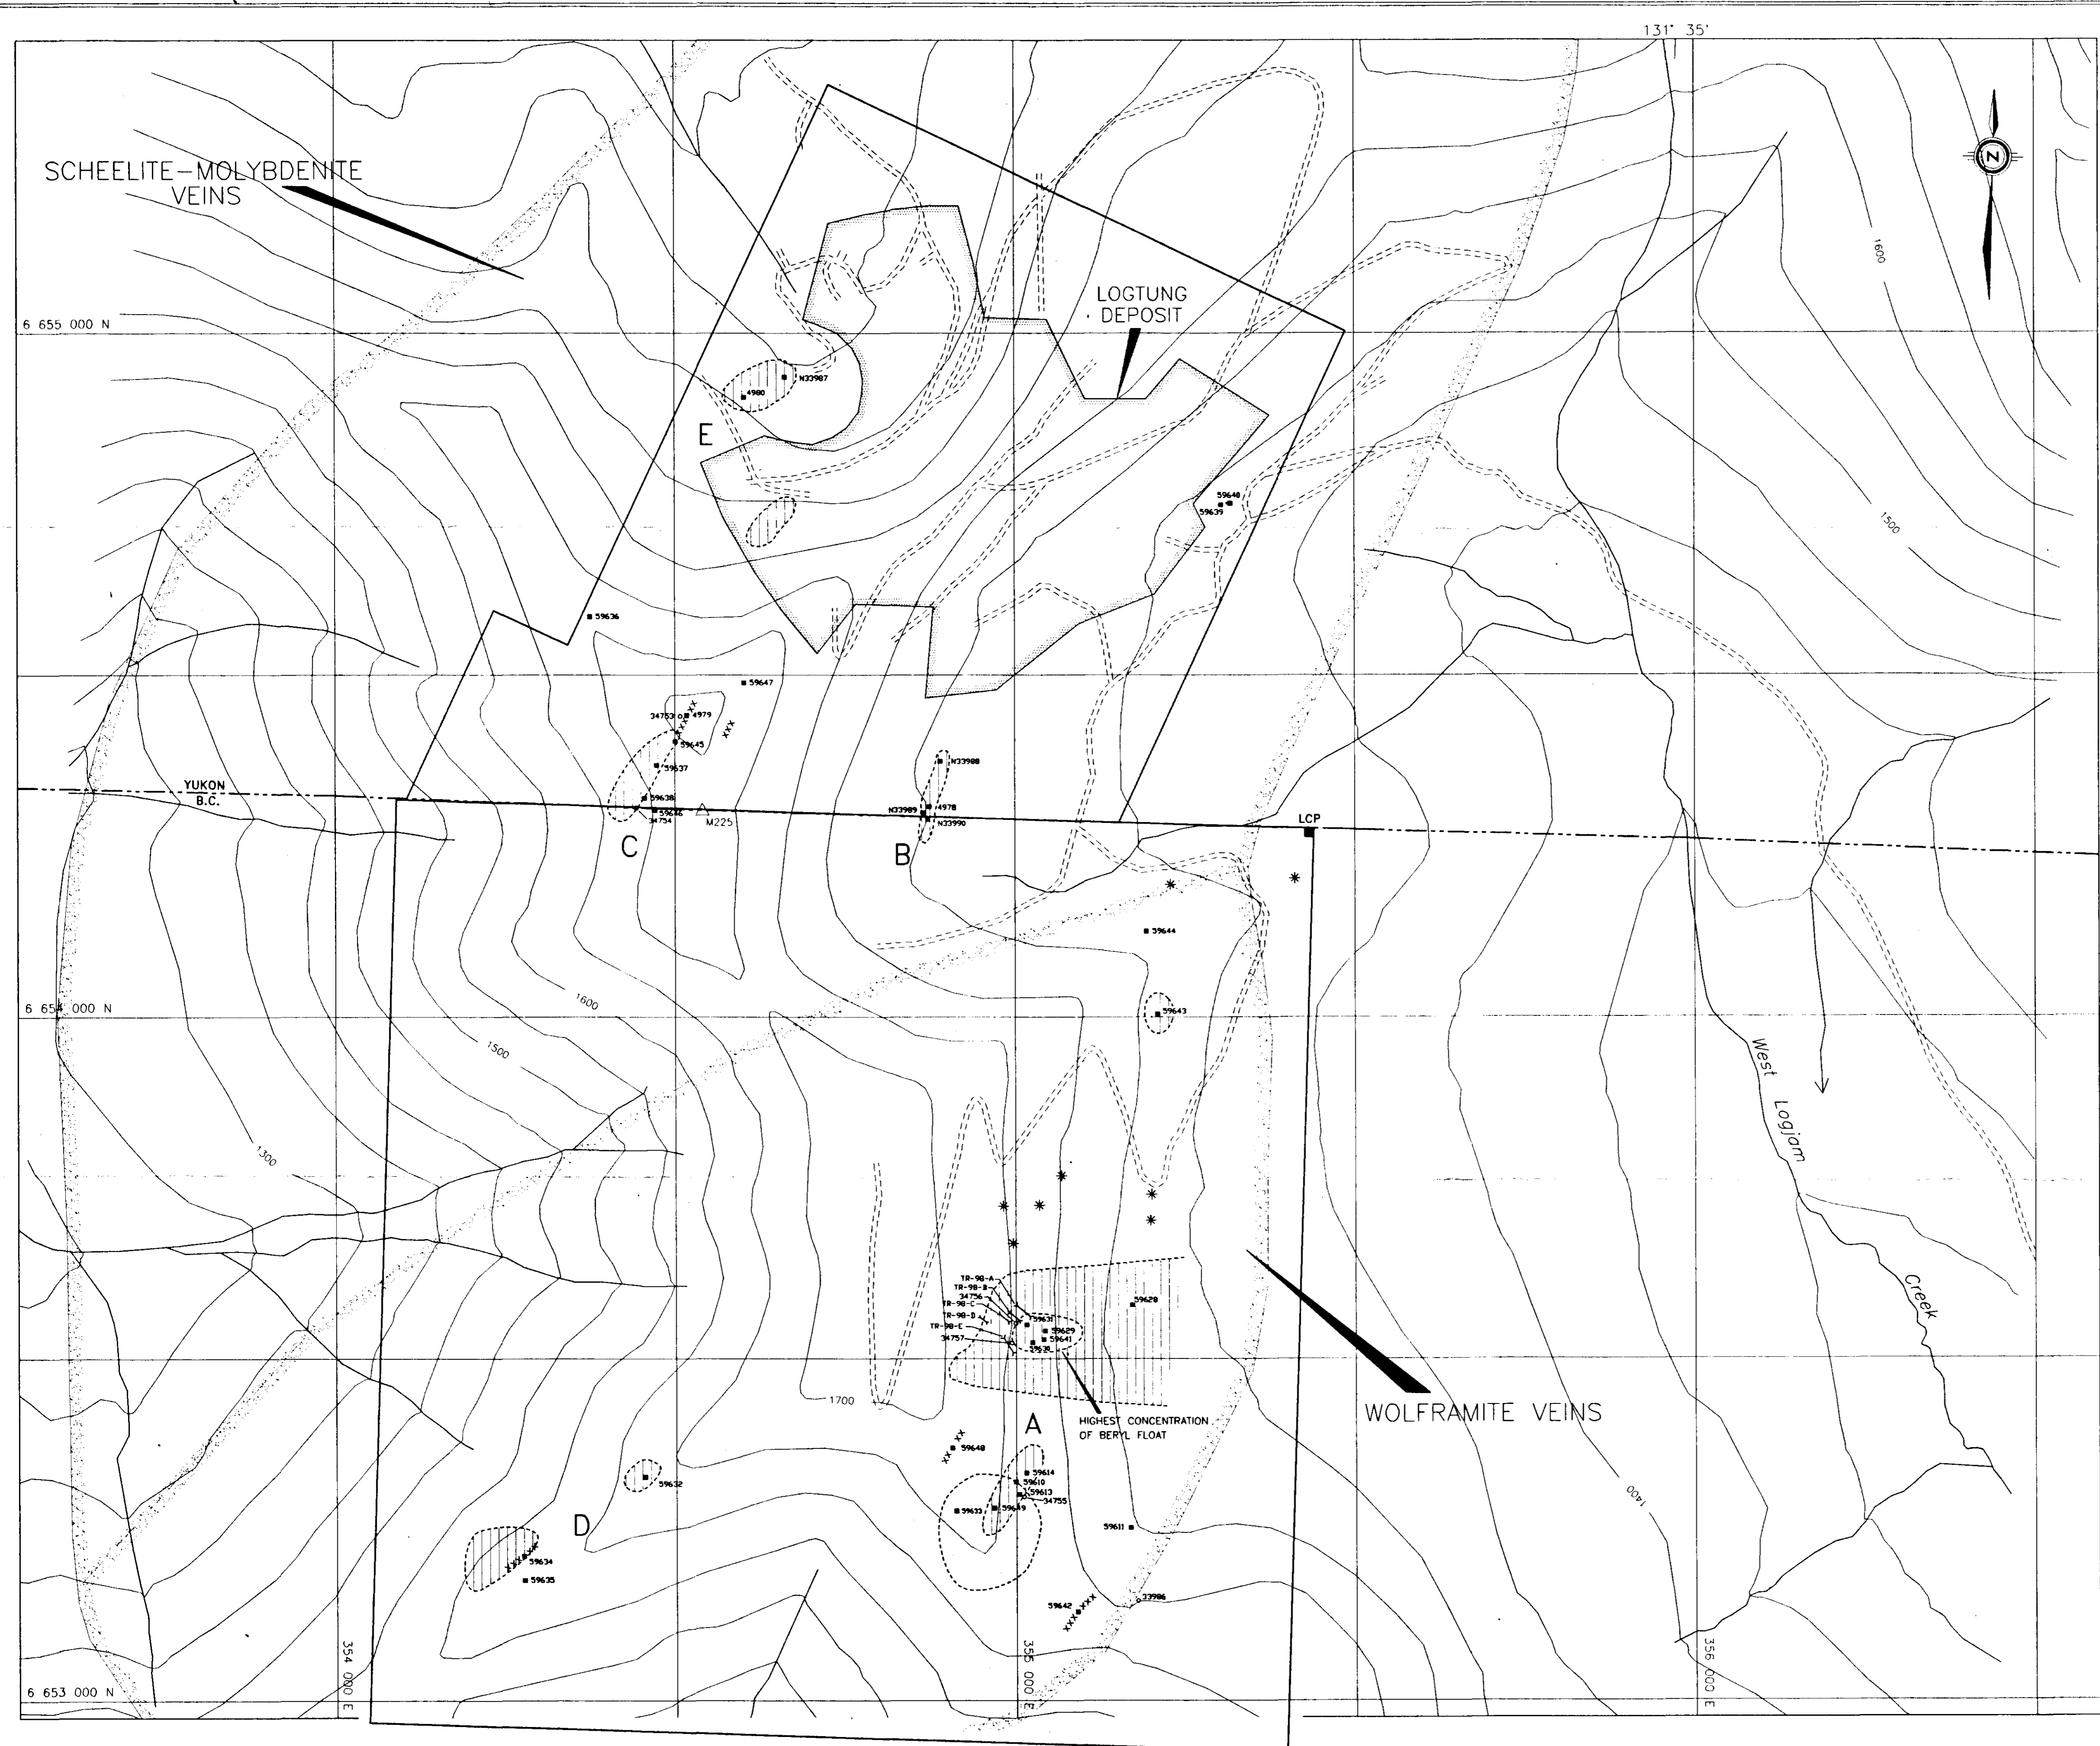 131° 35'
SCHEELITE-MOLYBDENITE
VEINS
N
1600
LOGTUNG
DEPOSIT
6 655 000 N
N33987
4980
E
59640
59639
1500
59636
59647
34753
4979
59645
59637
N33988
YUKON
B.C.
59638
59646
34754
M225
N33989
4978
N33990
LCP
C
B
59644
1600
6 654 000 N
59643
1500
West
Logjam
Creek
1300
TR-98-A
TR-98-B
34756
TR-98-C
TR-98-D
TR-98-E
34757
59628
59631
59629
59641
59630
1700
HIGHEST CONCENTRATION
OF BERYL FLOAT
WOLFRAMITE VEINS
A
59648
59614
59610
59613
34755
59632
59633
59649
1400
D
59611
59634
59635
59642
33986
354 000 E
355 000 E
356 000 E
6 653 000 N